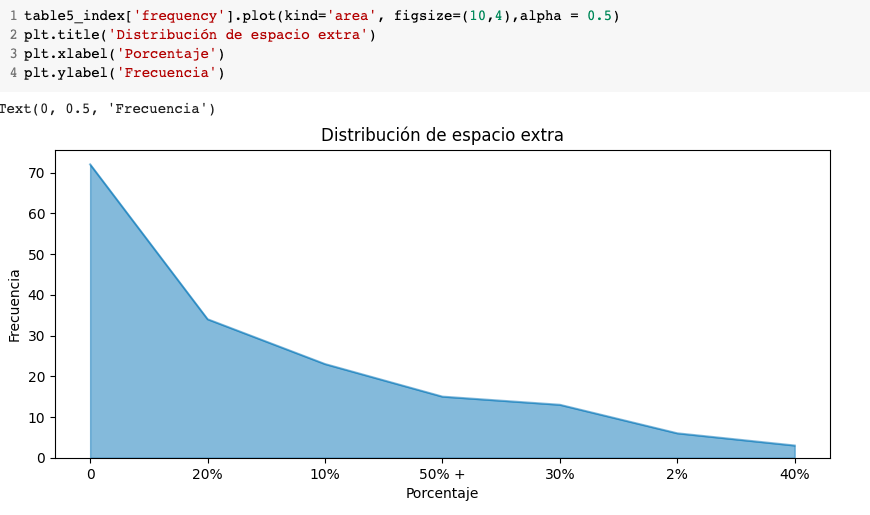 1 table5_index['frequency'].plot(kind='area', figsize=(10,4),alpha = 0.5)
2 plt.title('Distribución de espacio extra')
3 plt.xlabel('Porcentaje')
4 plt.ylabel('Frecuencia')
Text(0, 0.5, 'Frecuencia')
Distribución de espacio extra
70
60
50
40
30
20
10
0
Frecuencia
0 20% 10% 50% + 30% 2% 40%
Porcentaje